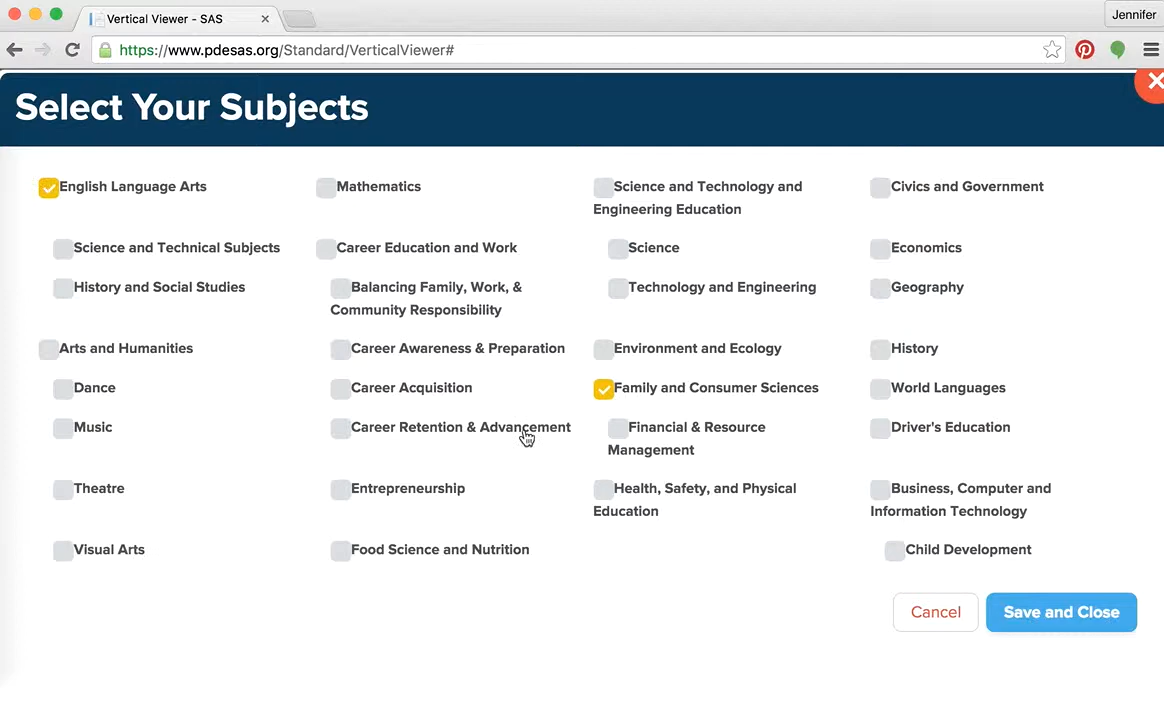 Vertical Viewer - SAS
Jennifer
https://www.pdesas.org/Standard/VerticalViewer#
Select Your Subjects
English Language Arts
Mathematics
Science and Technology and
Engineering Education
Civics and Government
Science and Technical Subjects
Career Education and Work
Science
Economics
History and Social Studies
Balancing Family, Work, &
Community Responsibility
Technology and Engineering
Geography
Arts and Humanities
Career Awareness & Preparation
Environment and Ecology
History
Dance
Career Acquisition
Family and Consumer Sciences
World Languages
Music
Career Retention & Advancement
Financial & Resource
Management
Driver's Education
Theatre
Entrepreneurship
Health, Safety, and Physical
Education
Business, Computer and
Information Technology
Visual Arts
Food Science and Nutrition
Child Development
Cancel
Save and Close